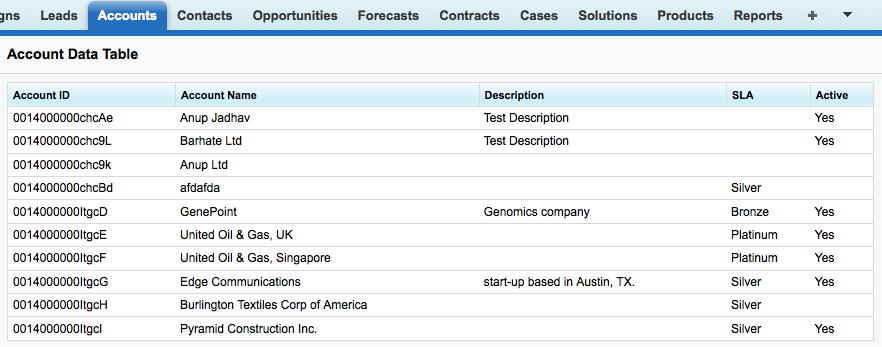 gns Leads Accounts Contacts Opportunities Forecasts Contracts Cases Solutions Products Reports +
Account Data Table
Account ID Account Name Description SLA Active
0014000000chcAe Anup Jadhav Test Description Yes
0014000000chc9L Barhate Ltd Test Description Yes
0014000000chc9k Anup Ltd
0014000000chcBd afdafda Silver
0014000000ItgcD GenePoint Genomics company Bronze Yes
0014000000ItgcE United Oil & Gas, UK Platinum Yes
0014000000ItgcF United Oil & Gas, Singapore Platinum Yes
0014000000ItgcG Edge Communications start-up based in Austin, TX. Silver Yes
0014000000ItgcH Burlington Textiles Corp of America Silver
0014000000ItgcI Pyramid Construction Inc. Silver Yes